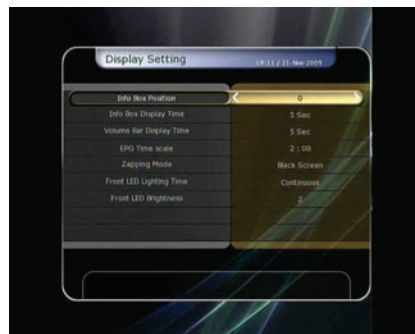 Display Setting 19:11 / 21-Nov-2009
Info Box Position 0
Info Box Display Time 5 Sec
Volume Bar Display Time 5 Sec
EPG Time scale 2 : 00
Zapping Mode Black Screen
Front LED Lighting Time Continuous
Front LED Brightness 2